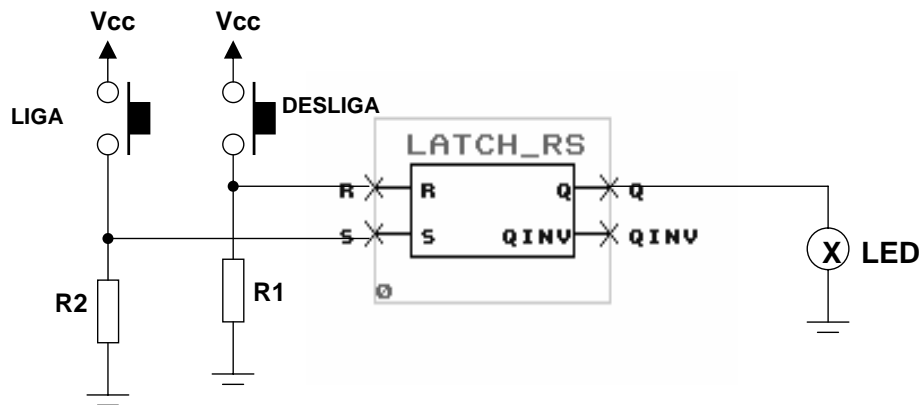 Vcc Vcc
LIGA
DESLIGA
LATCH_RS
R R Q Q
S S QINV QINV
X LED
R2
R1
0